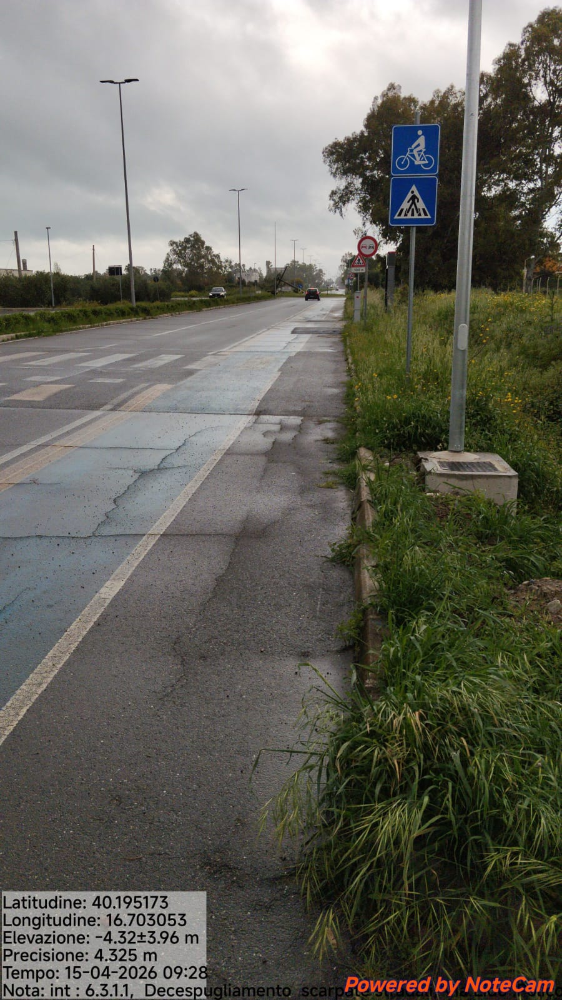 Latitudine: 40.195173
Longitudine: 16.703053
Elevazione: -4.32±3.96 m
Precisione: 4.325 m
Tempo: 15-04-2026 09:28
Nota: int : 6.3.1.1, Decespugliamento
Powered by NoteCam